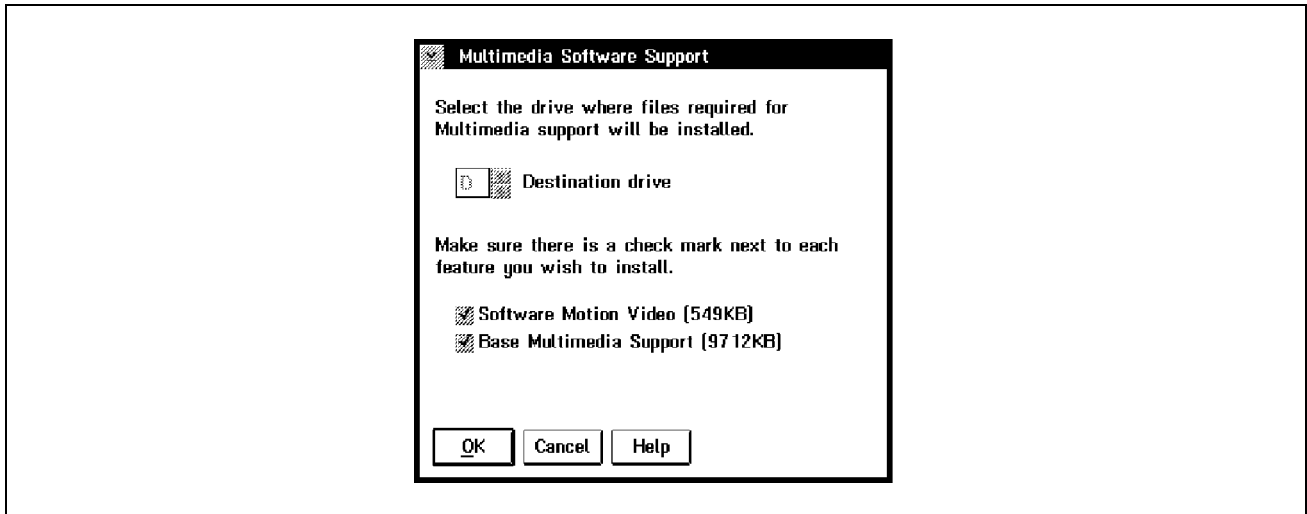 Multimedia Software Support
Select the drive where files required for
Multimedia support will be installed.
D Destination drive
Make sure there is a check mark next to each
feature you wish to install.
Software Motion Video (549KB)
Base Multimedia Support (9712KB)
OK Cancel Help